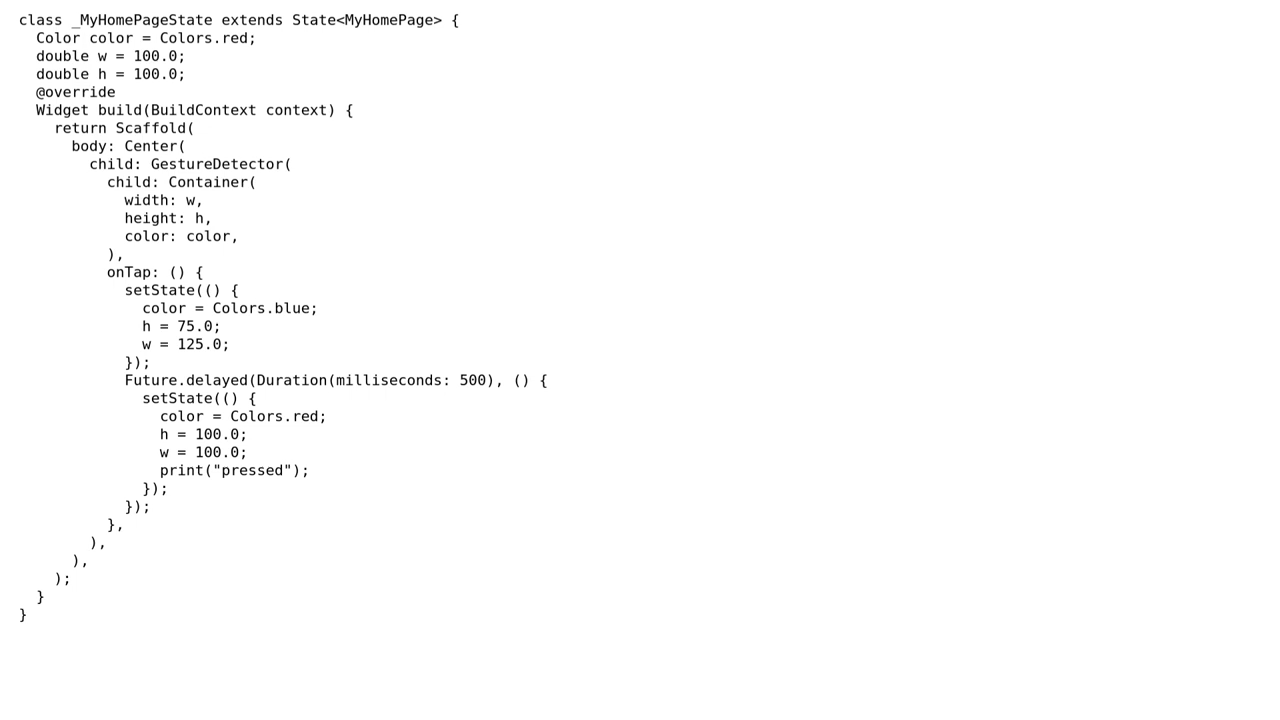 class _MyHomePageState extends State<MyHomePage> {
  Color color = Colors.red;
  double w = 100.0;
  double h = 100.0;
  @override
  Widget build(BuildContext context) {
    return Scaffold(
      body: Center(
        child: GestureDetector(
          child: Container(
            width: w,
            height: h,
            color: color,
          ),
          onTap: () {
            setState(() {
              color = Colors.blue;
              h = 75.0;
              w = 125.0;
            });
            Future.delayed(Duration(milliseconds: 500), () {
              setState(() {
                color = Colors.red;
                h = 100.0;
                w = 100.0;
                print("pressed");
              });
            });
          },
        ),
      ),
    );
  }
}